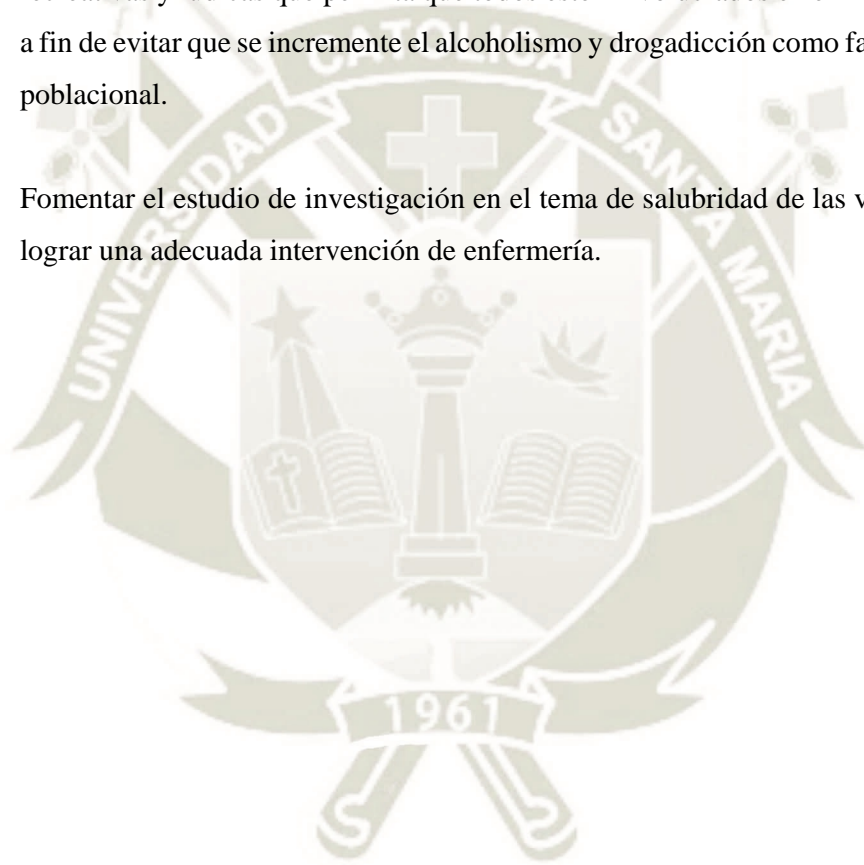 a fin de evitar que se incremente el alcoholismo y drogadicción como
poblacional.
Fomentar el estudio de investigación en el tema de salubridad de las
lograr una adecuada intervención de enfermería.
UNIVERSIDAD CATOLICA SANTA MARIA
1961